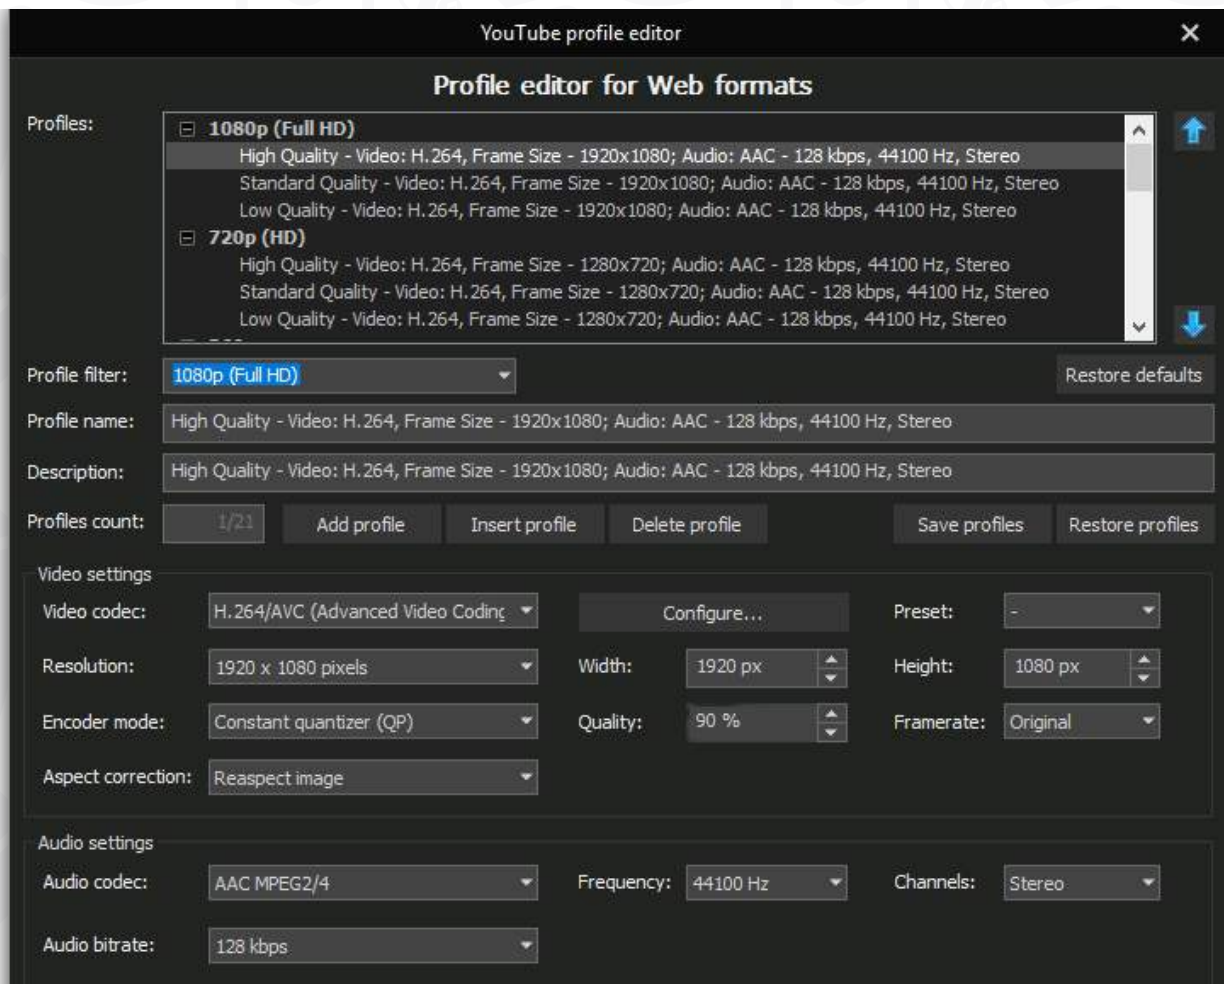 YouTube profile editor
Profile editor for Web formats
Profiles:
1080p (Full HD)
High Quality - Video: H.264, Frame Size - 1920x1080; Audio: AAC - 128 kbps, 44100 Hz, Stereo
Standard Quality - Video: H.264, Frame Size - 1920x1080; Audio: AAC - 128 kbps, 44100 Hz, Stereo
Low Quality - Video: H.264, Frame Size - 1920x1080; Audio: AAC - 128 kbps, 44100 Hz, Stereo
720p (HD)
High Quality - Video: H.264, Frame Size - 1280x720; Audio: AAC - 128 kbps, 44100 Hz, Stereo
Standard Quality - Video: H.264, Frame Size - 1280x720; Audio: AAC - 128 kbps, 44100 Hz, Stereo
Low Quality - Video: H.264, Frame Size - 1280x720; Audio: AAC - 128 kbps, 44100 Hz, Stereo
Profile filter: 1080p (Full HD) Restore defaults
Profile name: High Quality - Video: H.264, Frame Size - 1920x1080; Audio: AAC - 128 kbps, 44100 Hz, Stereo
Description: High Quality - Video: H.264, Frame Size - 1920x1080; Audio: AAC - 128 kbps, 44100 Hz, Stereo
Profiles count: 1/21 Add profile Insert profile Delete profile Save profiles Restore profiles
Video settings
Video codec: H.264/AVC (Advanced Video Coding Configure... Preset: -
Resolution: 1920 x 1080 pixels Width: 1920 px Height: 1080 px
Encoder mode: Constant quantizer (QP) Quality: 90 % Framerate: Original
Aspect correction: Reaspect image
Audio settings
Audio codec: AAC MPEG2/4 Frequency: 44100 Hz Channels: Stereo
Audio bitrate: 128 kbps